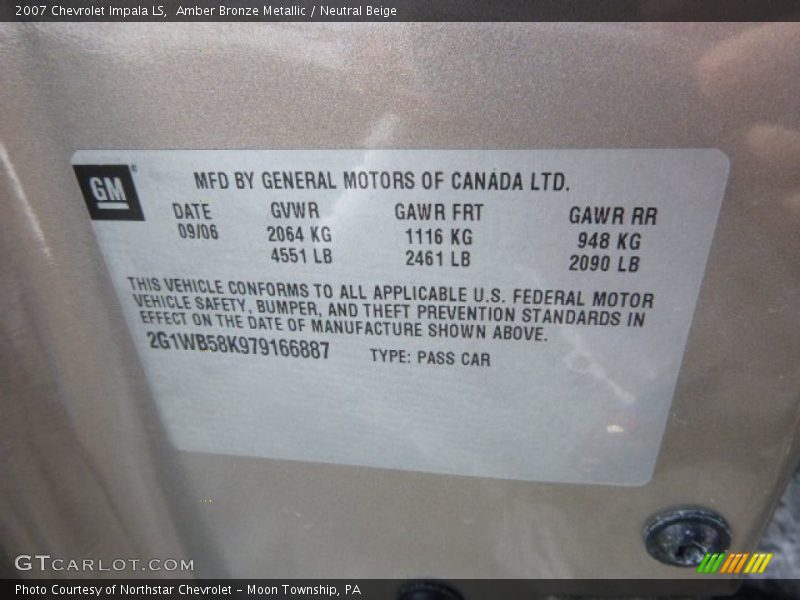 2007 Chevrolet Impala LS, Amber Bronze Metallic / Neutral Beige
GM
MFD BY GENERAL MOTORS OF CANADA LTD.
DATE GVWR GAWR FRT GAWR RR
09/06 2064 KG 1116 KG 948 KG
4551 LB 2461 LB 2090 LB
THIS VEHICLE CONFORMS TO ALL APPLICABLE U.S. FEDERAL MOTOR
VEHICLE SAFETY, BUMPER, AND THEFT PREVENTION STANDARDS IN
EFFECT ON THE DATE OF MANUFACTURE SHOWN ABOVE.
2G1WB58K979166887 TYPE: PASS CAR
GTCARLOT.COM
Photo Courtesy of Northstar Chevrolet - Moon Township, PA